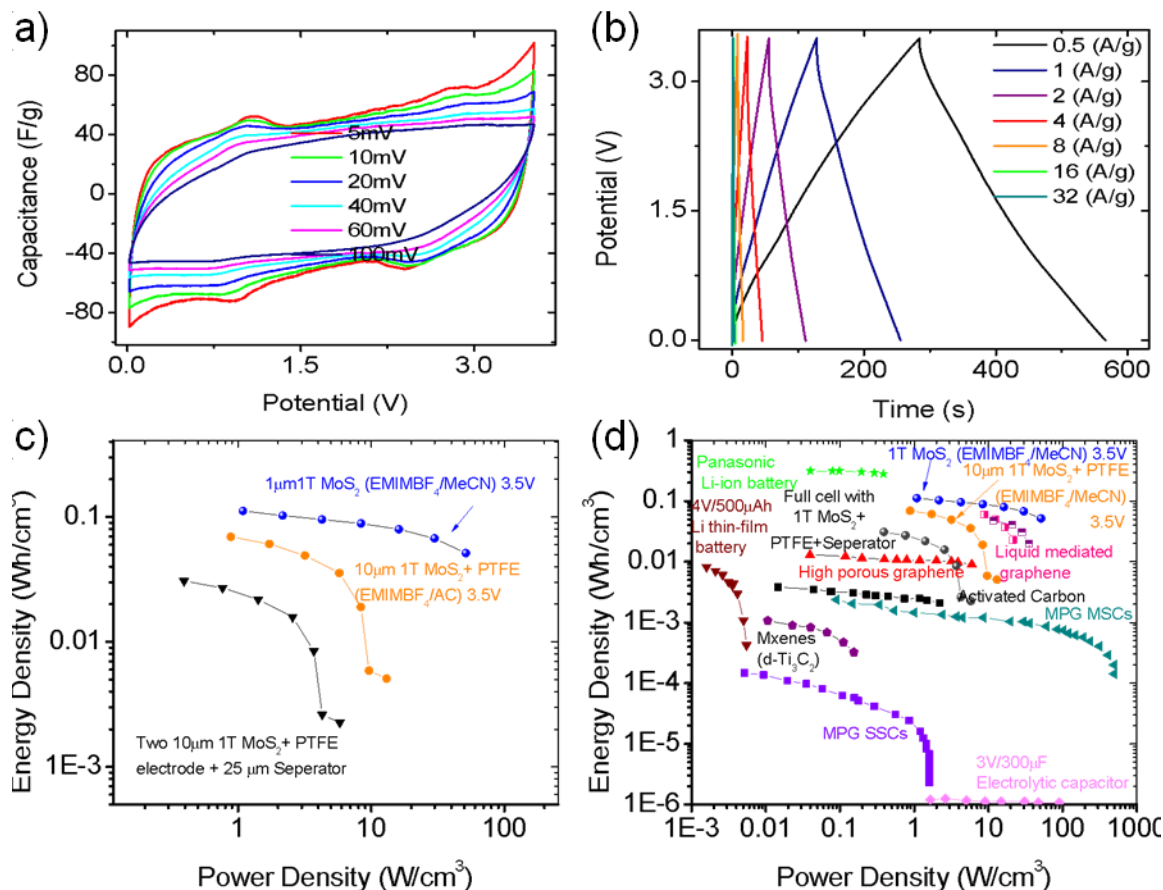 a)
Capacitance (F/g)
80
40
0
-40
-80
5mV
10mV
20mV
40mV
60mV
100mV
0.0
1.5
3.0
Potential (V)
(b)
Potential (V)
3.0
1.5
0.0
0.5 (A/g)
1 (A/g)
2 (A/g)
4 (A/g)
8 (A/g)
16 (A/g)
32 (A/g)
0
200
400
600
Time (s)
c)
Energy Density (Wh/cm³)
0.1
0.01
1E-3
1μm1T MoS₂ (EMIMBF₄/MeCN) 3.5V
10μm 1T MoS₂+ PTFE
(EMIMBF₄/AC) 3.5V
Two 10μm 1T MoS₂+ PTFE
electrode + 25 μm Seperator
1
10
100
Power Density (W/cm³)
(d)
Energy Density (Wh/cm³)
1
0.1
0.01
1E-3
1E-4
1E-5
1E-6
Panasonic
Li-ion battery
1T MoS₂ (EMIMBF₄/MeCN) 3.5V
10μm 1T MoS₂+ PTFE
(EMIMBF₄/MeCN)
3.5V
Full cell with
1T MoS₂+
PTFE+Seperator
4V/500μAh
Li thin-film
battery
Liquid mediated
graphene
High porous graphene
Activated Carbon
MPG MSCs
Mxenes
(d-Ti₃C₂)
MPG SSCs
3V/300μF
Electrolytic capacitor
1E-3
0.01
0.1
1
10
100
1000
Power Density (W/cm³)